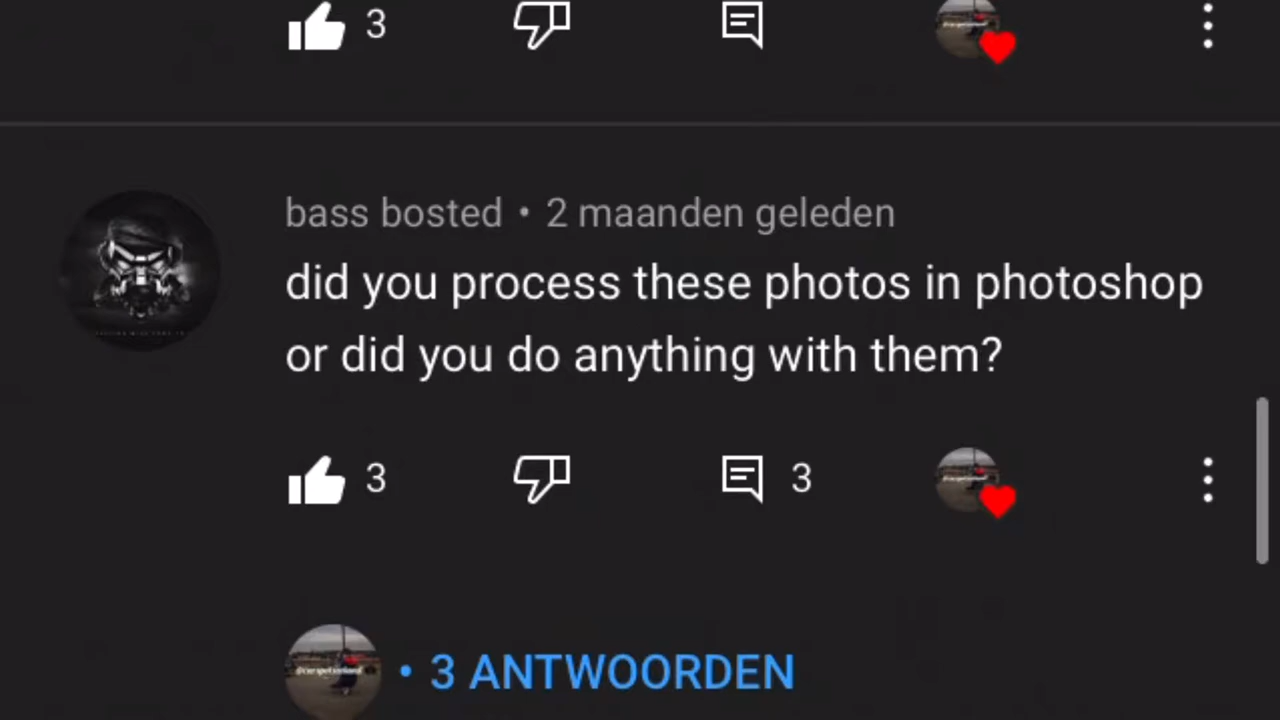 3
bass bosted • 2 maanden geleden
did you process these photos in photoshop
or did you do anything with them?
3 3
• 3 ANTWOORDEN